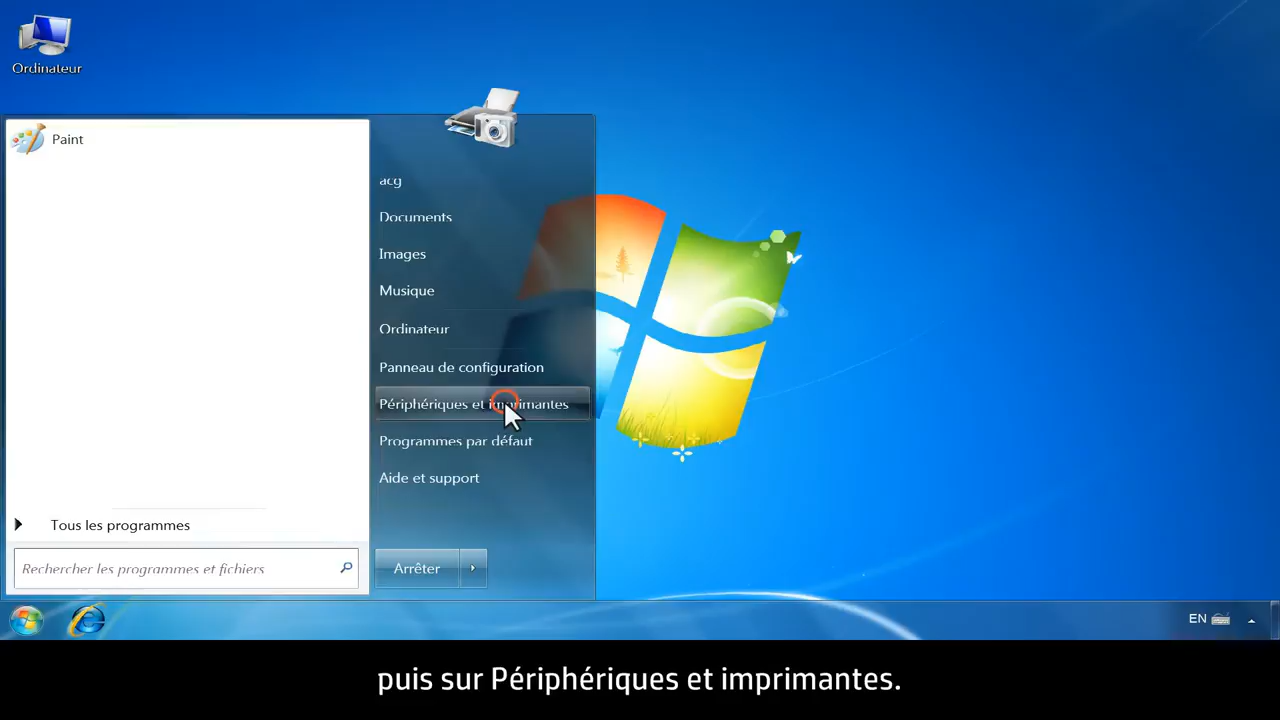 Ordinateur
Paint
acg
Documents
Images
Musique
Ordinateur
Panneau de configuration
Périphériques et imprimantes
Programmes par défaut
Aide et support
Tous les programmes
Rechercher les programmes et fichiers
Arrêter
EN
puis sur Périphériques et imprimantes.